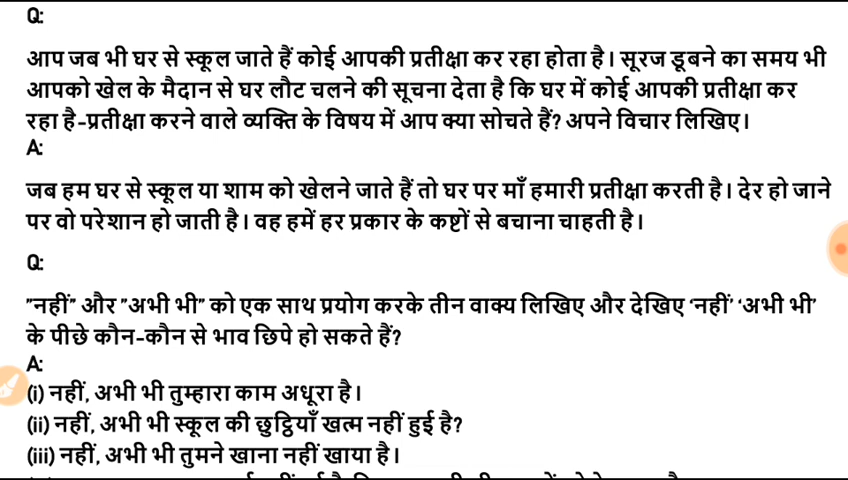 Q:
आप जब भी घर से स्कूल जाते हैं कोई आपकी प्रतीक्षा कर रहा होता है। सूरज डूबने का समय भी
आपको खेल के मैदान से घर लौट चलने की सूचना देता है कि घर में कोई आपकी प्रतीक्षा कर
रहा है-प्रतीक्षा करने वाले व्यक्ति के विषय में आप क्या सोचते हैं? अपने विचार लिखिए।
A:
जब हम घर से स्कूल या शाम को खेलने जाते हैं तो घर पर माँ हमारी प्रतीक्षा करती है। देर हो जाने
पर वो परेशान हो जाती है। वह हमें हर प्रकार के कष्टों से बचाना चाहती है।
Q:
"नहीं" और "अभी भी" को एक साथ प्रयोग करके तीन वाक्य लिखिए और देखिए ‘नहीं’ ‘अभी भी’
के पीछे कौन-कौन से भाव छिपे हो सकते हैं?
A:
(i) नहीं, अभी भी तुम्हारा काम अधूरा है।
(ii) नहीं, अभी भी स्कूल की छुट्टियाँ खत्म नहीं हुई है?
(iii) नहीं, अभी भी तुमने खाना नहीं खाया है।